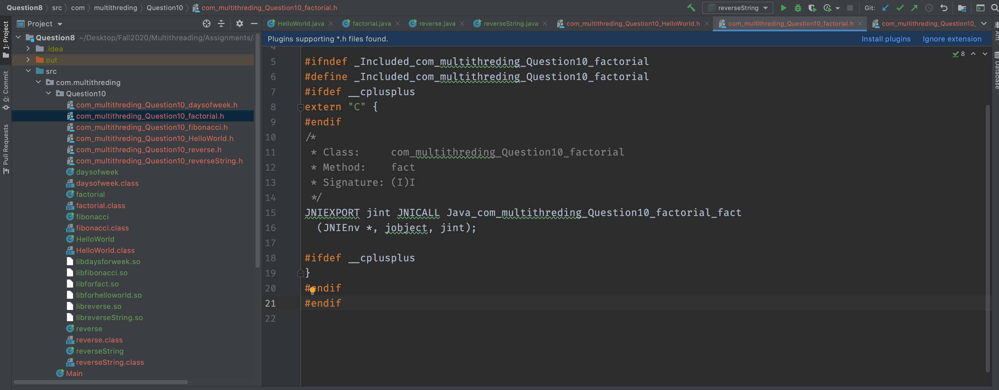 Question8 src com multithreding Question10 com_multithreding_Question10_factorial.h reverseString Git:
1: Project
0: Commit
Pull Requests
Project
Question8 ~/Desktop/Fall2020/Multithreading/Assignments/
.idea
out
src
com.multithreding
Question10
com_multithreding_Question10_daysofweek.h
com_multithreding_Question10_factorial.h
com_multithreding_Question10_fibonacci.h
com_multithreding_Question10_HelloWorld.h
com_multithreding_Question10_reverse.h
com_multithreding_Question10_reverseString.h
daysofweek
daysofweek.class
factorial
factorial.class
fibonacci
fibonacci.class
HelloWorld
HelloWorld.class
libdaysforweek.so
libfibonacci.so
libforfact.so
libforhelloworld.so
libreverse.so
libreverseString.so
reverse
reverse.class
reverseString
reverseString.class
Main
HelloWorld.java factorial.java reverse.java reverseString.java com_multithreding_Question10_HelloWorld.h com_multithreding_Question10_factorial.h com_multithreding_Question10_
Plugins supporting *.h files found. Install plugins Ignore extension
8
4
5 #ifndef _Included_com_multithreding_Question10_factorial
6 #define _Included_com_multithreding_Question10_factorial
7 #ifdef __cplusplus
8 extern "C" {
9 #endif
10 /*
11 * Class: com_multithreding_Question10_factorial
12 * Method: fact
13 * Signature: (I)I
14 */
15 JNIEXPORT jint JNICALL Java_com_multithreding_Question10_factorial_fact
16 (JNIEnv *, jobject, jint);
17
18 #ifdef __cplusplus
19 }
20 #endif
21 #endif
22
Ant
Database